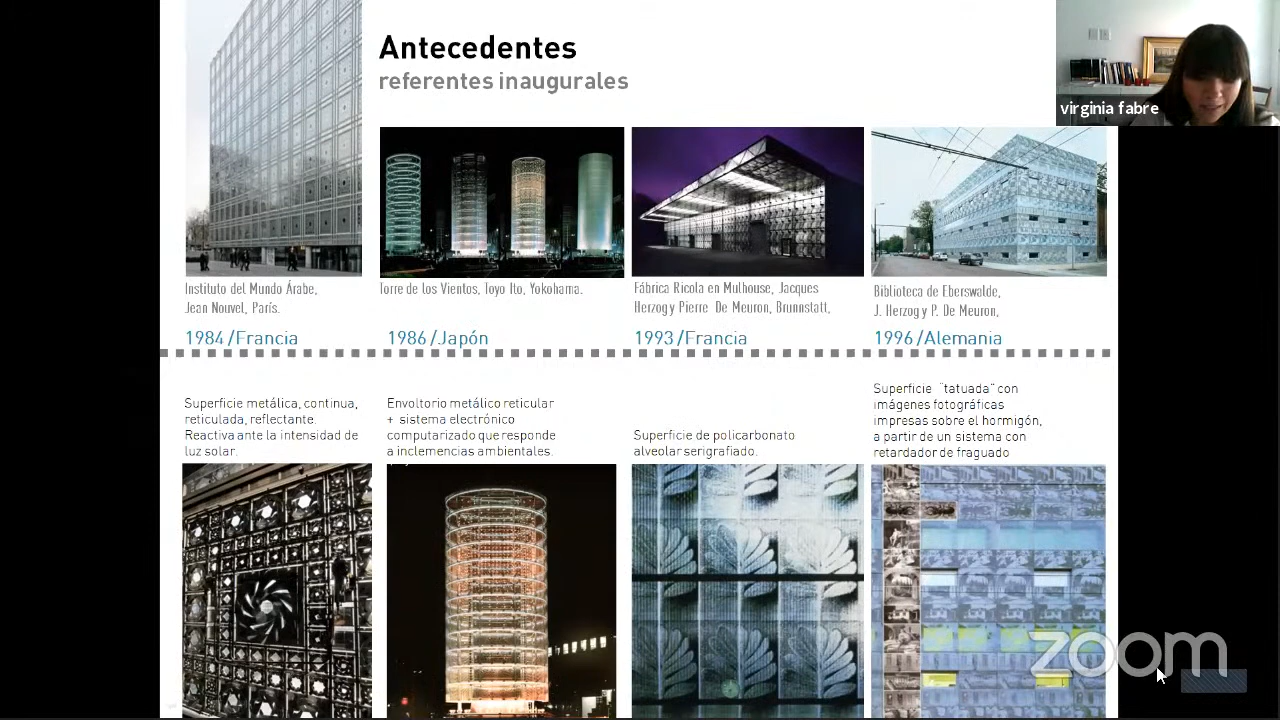 Antecedentes
referentes inaugurales
virginia fabre
Instituto del Mundo Árabe,
Jean Nouvel, París.
1984/Francia
Torre de los Vientos, Toyo Ito, Yokohama.
1986/Japón
Fábrica Ricola en Mulhouse, Jacques
Herzog y Pierre De Meuron, Brunnstatt,
1993/Francia
Biblioteca de Eberswalde,
J. Herzog y P. De Meuron,
1996/Alemania
Superficie metálica, continua,
reticulada, reflectante.
Reactiva ante la intensidad de
luz solar.
Envoltorio metálico reticular
+ sistema electrónico
computarizado que responde
a inclemencias ambientales.
Superficie de policarbonato
alveolar serigrafiado.
Superficie "tatuada" con
imágenes fotográficas
impresas sobre el hormigón,
a partir de un sistema con
retardador de fraguado
zoom